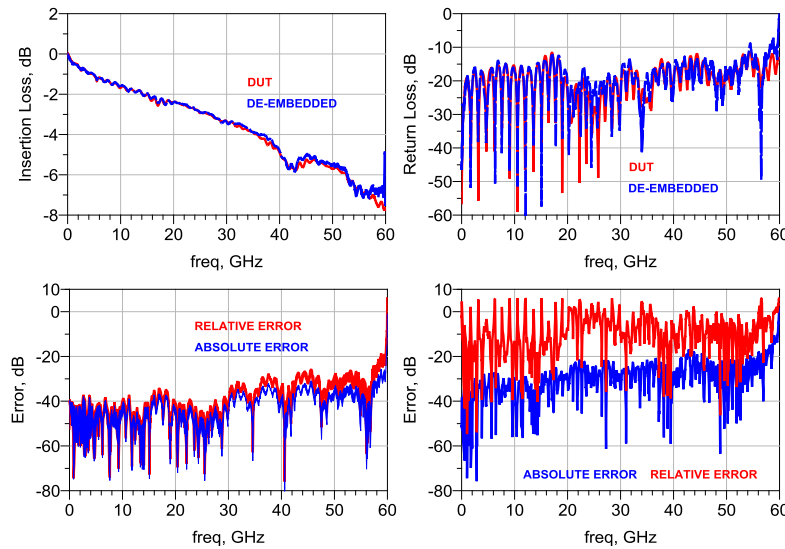 2
0
-2
-4
-6
-8
Insertion Loss, dB
DUT
DE-EMBEDDED
0 10 20 30 40 50 60
freq, GHz
0
-10
-20
-30
-40
-50
-60
Return Loss, dB
DUT
DE-EMBEDDED
0 10 20 30 40 50 60
freq, GHz
10
0
-20
-40
-60
-80
Error, dB
RELATIVE ERROR
ABSOLUTE ERROR
0 10 20 30 40 50 60
freq, GHz
10
0
-20
-40
-60
-80
Error, dB
ABSOLUTE ERROR RELATIVE ERROR
0 10 20 30 40 50 60
freq, GHz